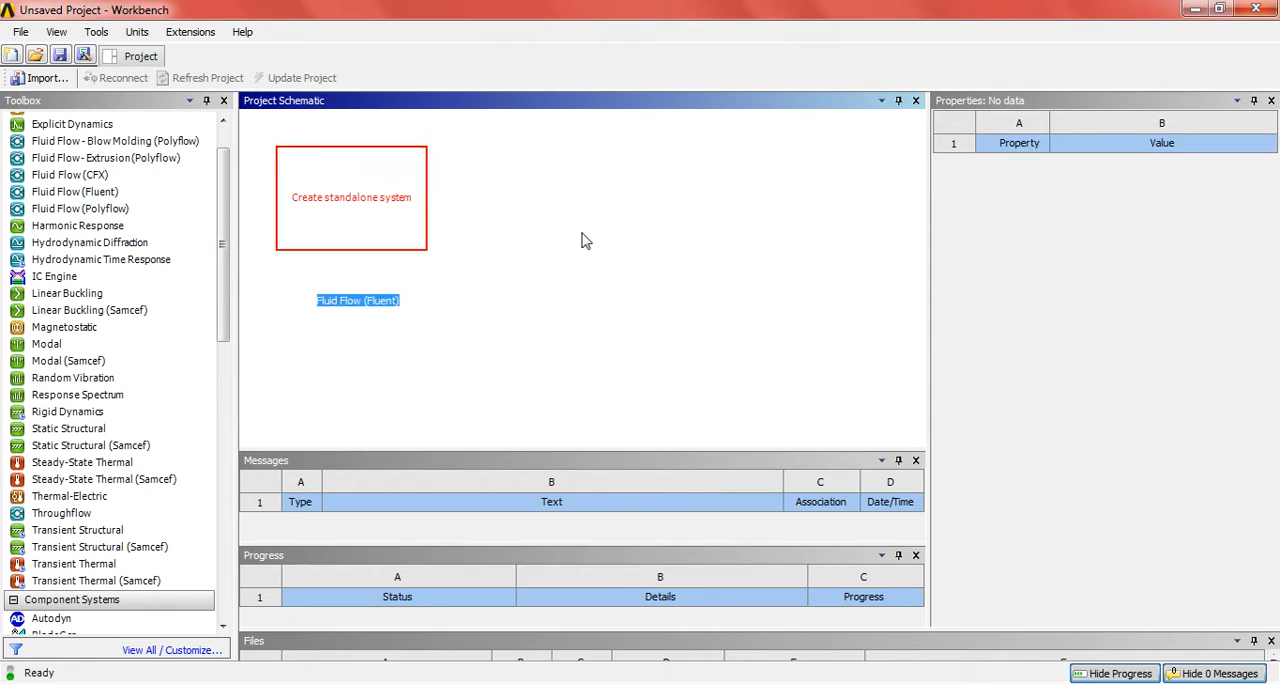 Unsaved Project - Workbench
File View Tools Units Extensions Help
Project
Import... Reconnect Refresh Project Update Project
Toolbox
Explicit Dynamics
Fluid Flow - Blow Molding (Polyflow)
Fluid Flow- Extrusion(Polyflow)
Fluid Flow (CFX)
Fluid Flow (Fluent)
Fluid Flow (Polyflow)
Harmonic Response
Hydrodynamic Diffraction
Hydrodynamic Time Response
IC Engine
Linear Buckling
Linear Buckling (Samcef)
Magnetostatic
Modal
Modal (Samcef)
Random Vibration
Response Spectrum
Rigid Dynamics
Static Structural
Static Structural (Samcef)
Steady-State Thermal
Steady-State Thermal (Samcef)
Thermal-Electric
Throughflow
Transient Structural
Transient Structural (Samcef)
Transient Thermal
Transient Thermal (Samcef)
Component Systems
AD Autodyn
View All / Customize...
Project Schematic
Create standalone system
Fluid Flow (Fluent)
Messages
A B C D
1 Type Text Association Date/Time
Progress
A B C
1 Status Details Progress
Files
Properties: No data
A B
1 Property Value
Ready
Hide Progress
Hide 0 Messages